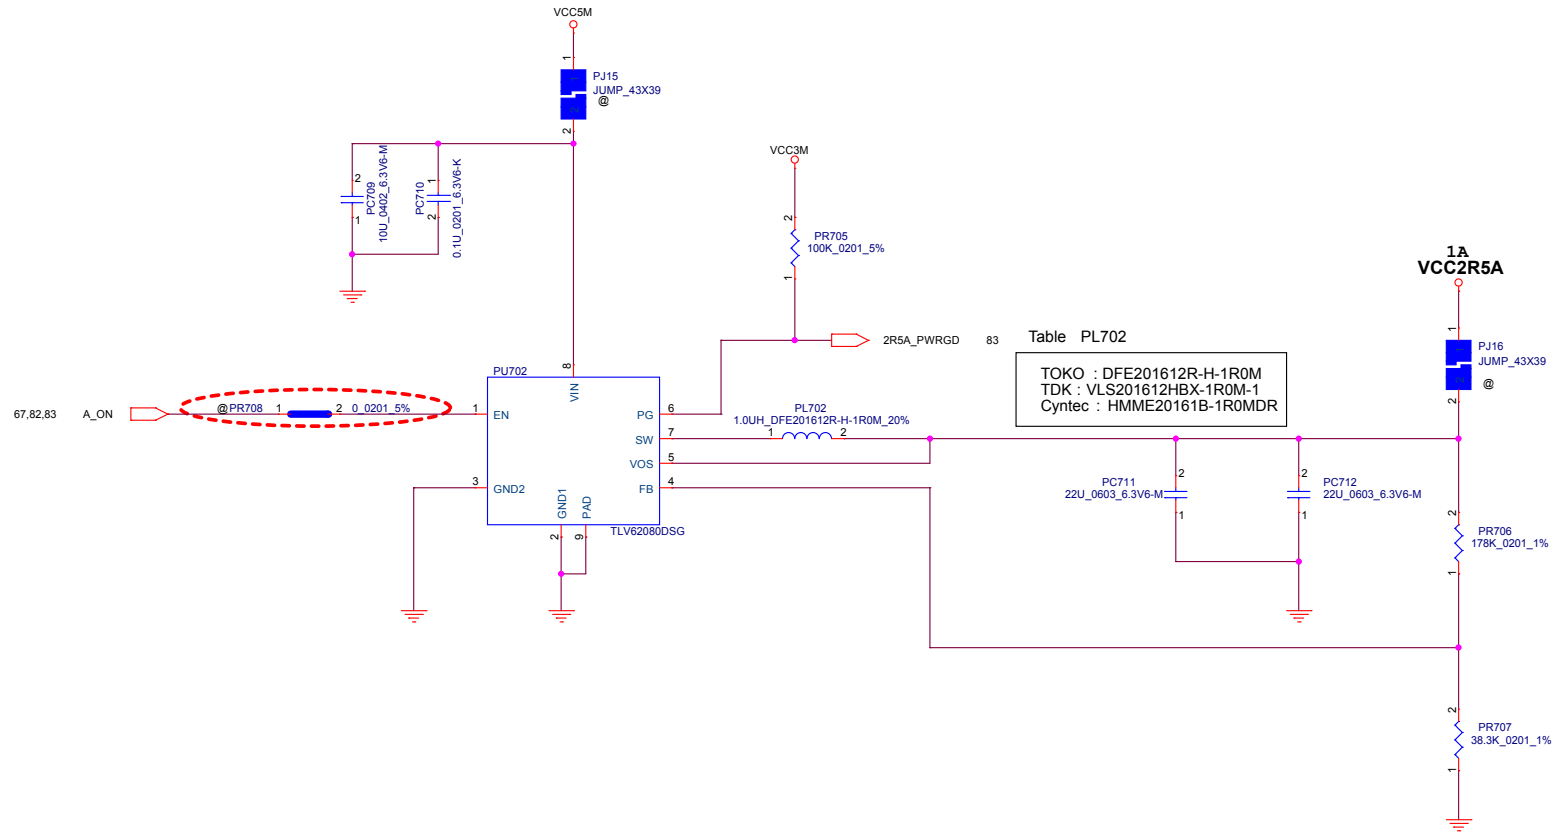 VCC5M
1
PJ15
JUMP_43X39
@
1
2
2
2
PC709
10U_0402_6.3V6-M
1
1
PC710
0.1U_0201_6.3V6-K
2
VCC3M
2
PR705
100K_0201_5%
1
1A
VCC2R5A
1
PJ16
JUMP_43X39
@
1
2
2
2R5A_PWRGD 83
Table PL702
TOKO : DFE201612R-H-1R0M
TDK : VLS201612HBX-1R0M-1
Cyntec : HMME20161B-1R0MDR
67,82,83 A_ON
@PR708 1 2 0_0201_5%
PU702
8
VIN
1 EN
PG 6
SW 7
VOS 5
FB 4
3 GND2
GND1
PAD
2
9
TLV62080DSG
PL702
1.0UH_DFE201612R-H-1R0M_20%
1 2
2
PC711
22U_0603_6.3V6-M
1
2
PC712
22U_0603_6.3V6-M
1
2
PR706
178K_0201_1%
1
2
PR707
38.3K_0201_1%
1